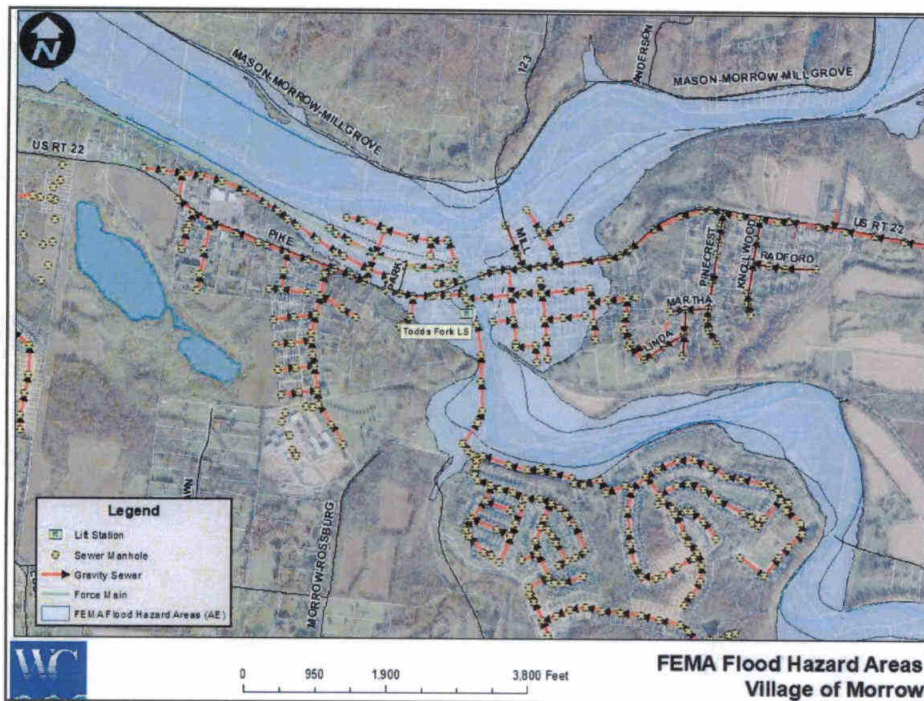 N
MASON-MORROW-MILLGROVE
123
ANDERSON
MASON-MORROW-MILLGROVE
US RT 22
PIKE
PARK
MILL
PINECREST
KNOLLWOOD
US RT 22
RADFORD
MARTHA
LINDA
Todds Fork LS
MORROW-ROSSBURG
Legend
Lift Station
Sewer Manhole
Gravity Sewer
Force Main
FEMA Flood Hazard Areas (AE)
WC
0 950 1,900 3,800 Feet
FEMA Flood Hazard Areas
Village of Morrow